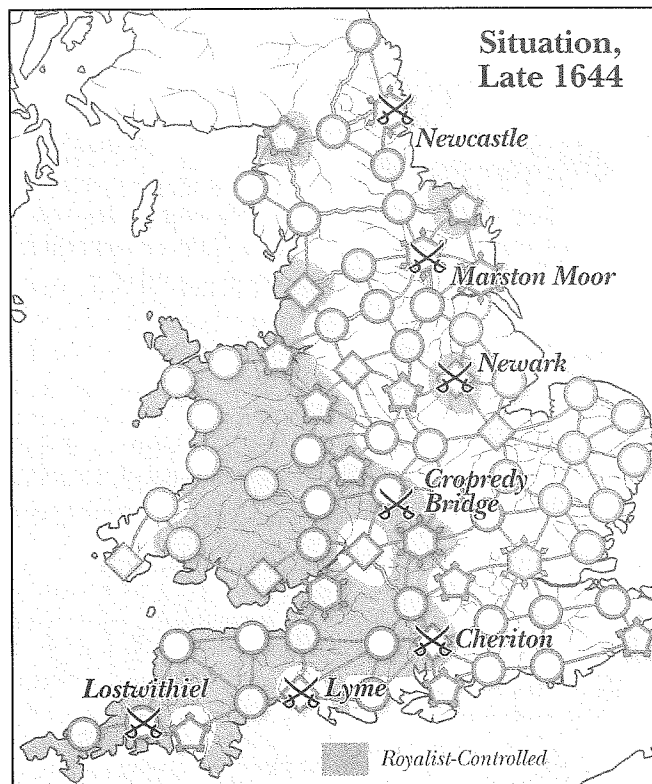 Situation,
Late 1644
Newcastle
Marston Moor
Newark
Cropredy
Bridge
Cheriton
Lostwithiel
Lyme
Royalist-Controlled